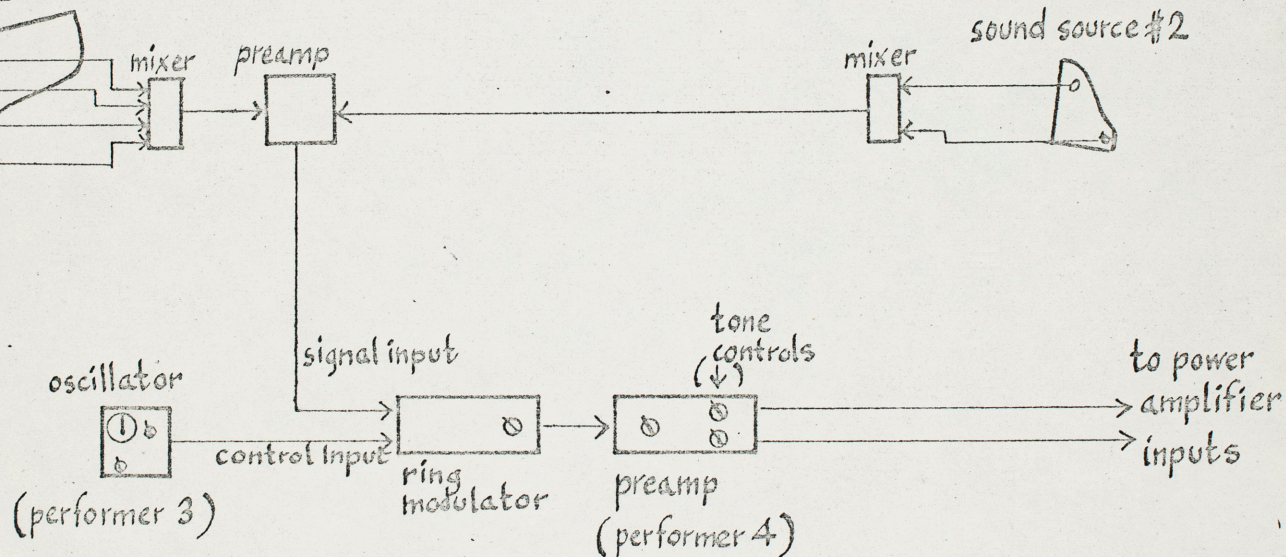 sound source #2
mixer
preamp
mixer
tone
controls
signal input
to power
amplifier
inputs
oscillator
control input
ring
modulator
preamp
(performer 3)
(performer 4)